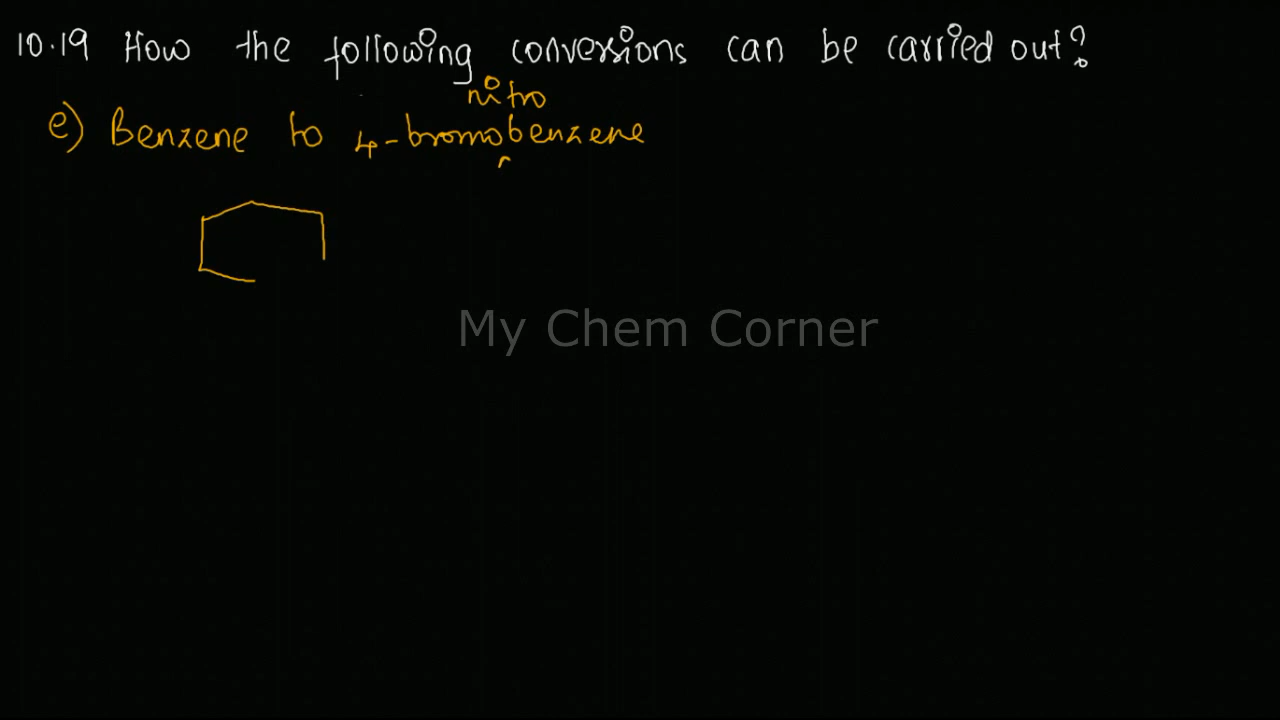 10.19 How the following conversions can be carried out?
nitro
e) Benzene to 4-bromobenzene
My Chem Corner